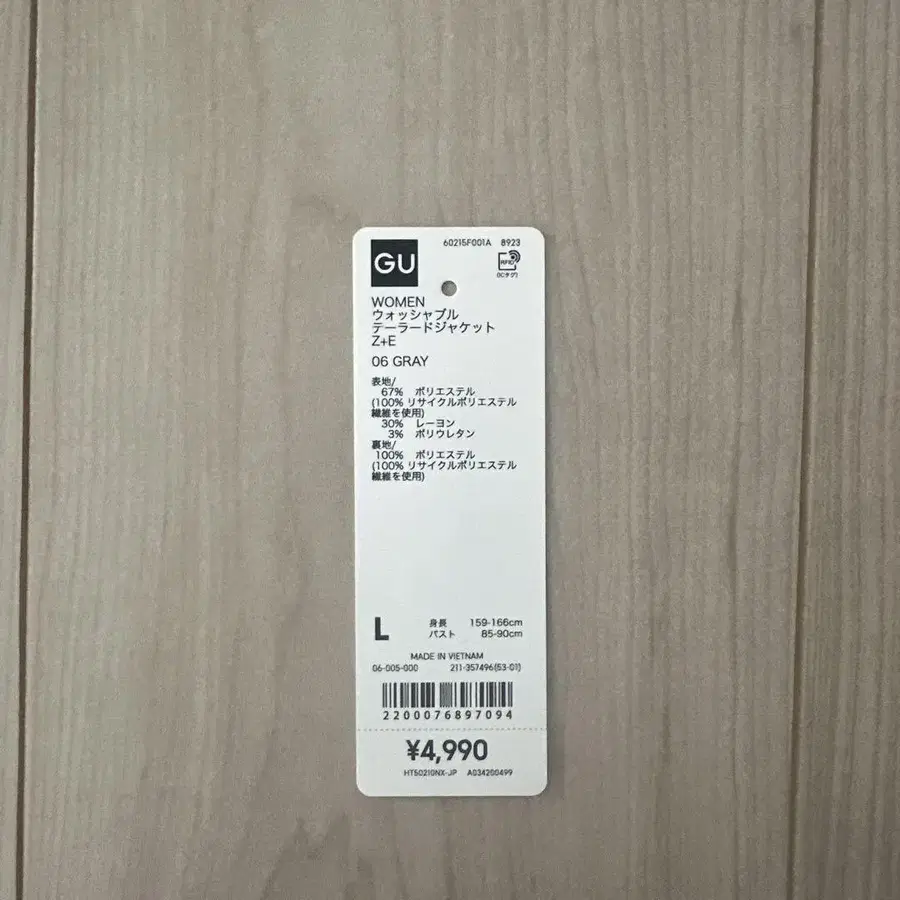 60215F001A 8923
GU
RFID
(ICタグ)
WOMEN
ウォッシャブル
テーラードジャケット
Z+E
06 GRAY
表地/
67% ポリエステル
(100% リサイクルポリエステル
繊維を使用)
30% レーヨン
3% ポリウレタン
裏地/
100% ポリエステル
(100% リサイクルポリエステル
繊維を使用)
L 身長 159-166cm
バスト 85-90cm
MADE IN VIETNAM
06-005-000 211-357496(53-01)
2200076897094
¥4,990
HT50210NX-JP A034200499